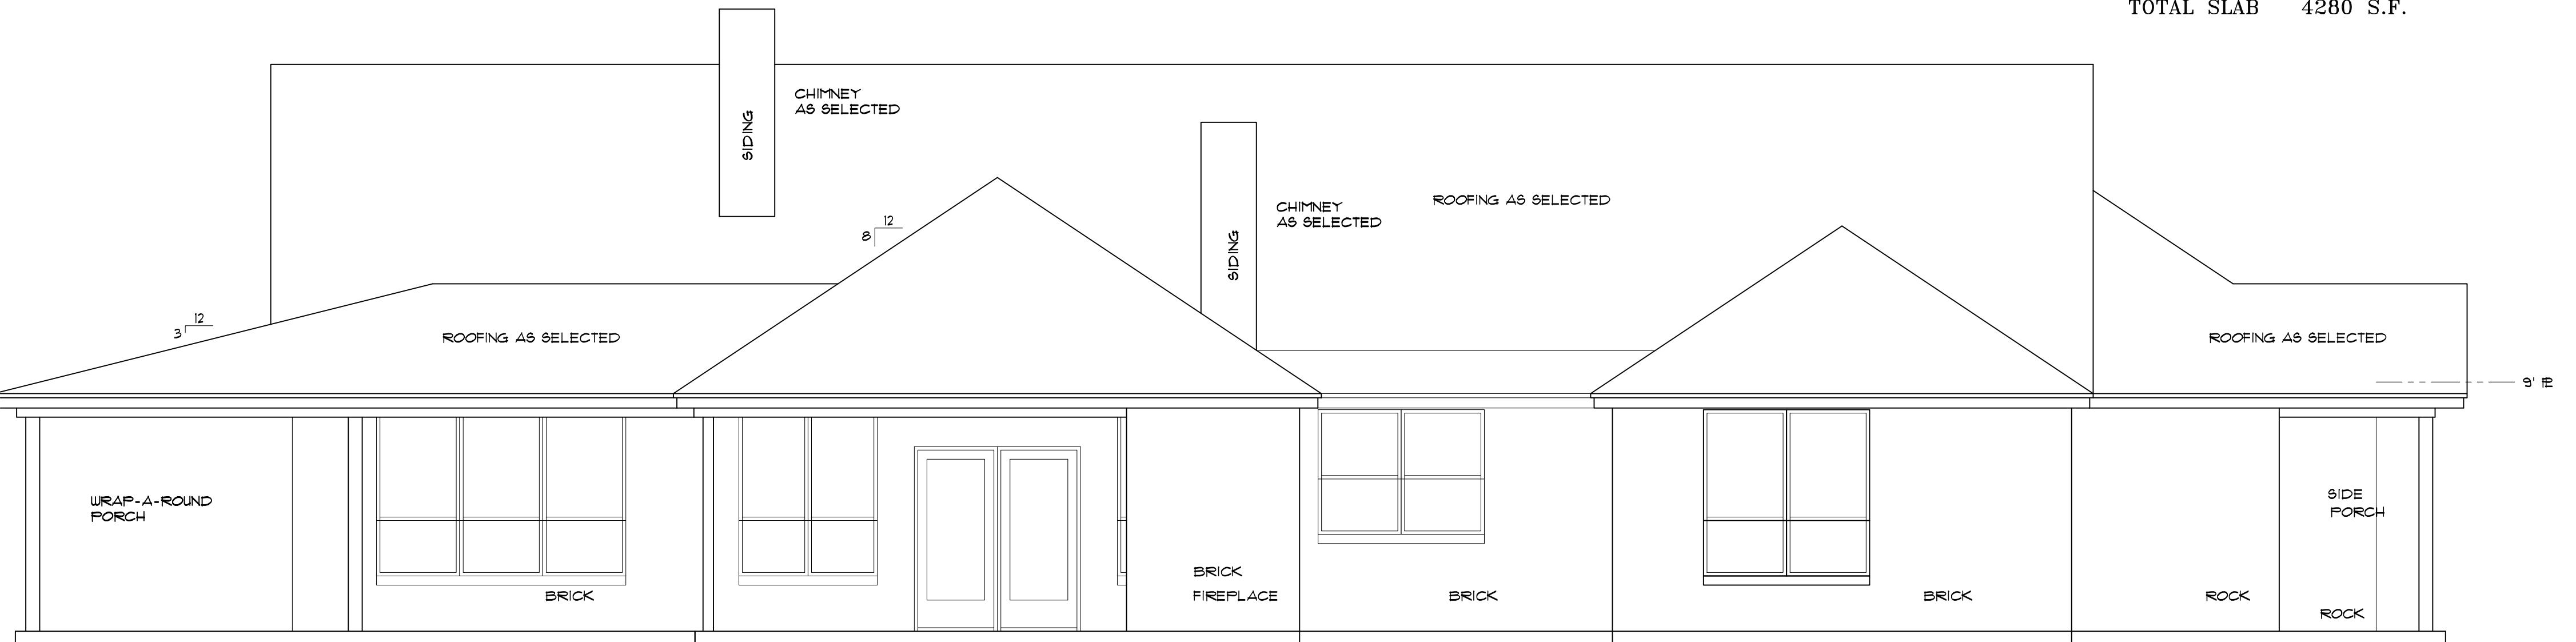 TOTAL SLAB 4280 S.F.
CHIMNEY
AS SELECTED
SIDING
CHIMNEY
AS SELECTED
SIDING
ROOFING AS SELECTED
12
8
12
3
ROOFING AS SELECTED
ROOFING AS SELECTED
9' PL
WRAP-A-ROUND
PORCH
SIDE
PORCH
BRICK
FIREPLACE
BRICK
BRICK
BRICK
ROCK
ROCK